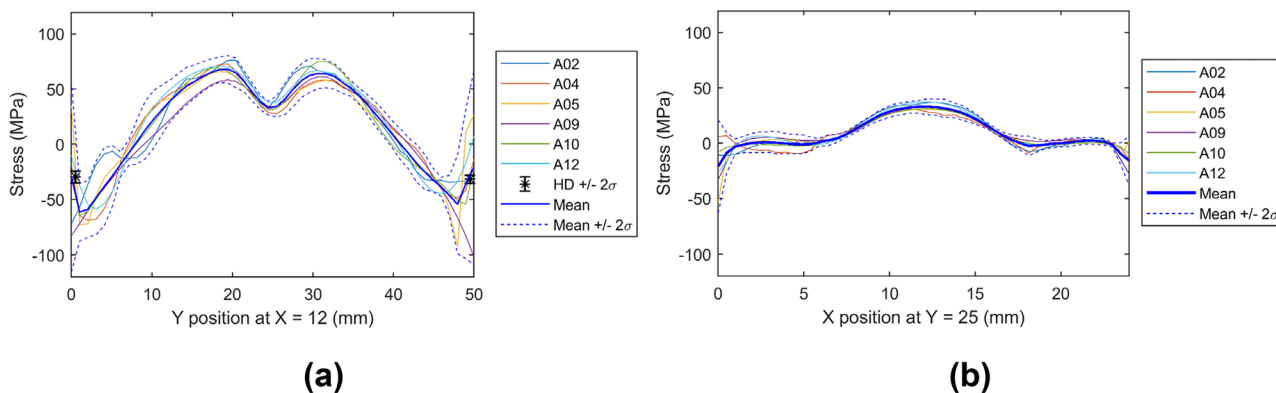 100
50
0
-50
-100
Stress (MPa)
0 10 20 30 40 50
Y position at X = 12 (mm)
A02
A04
A05
A09
A10
A12
HD +/- 2σ
Mean
Mean +/- 2σ
(a)
100
50
0
-50
-100
Stress (MPa)
0 5 10 15 20
X position at Y = 25 (mm)
A02
A04
A05
A09
A10
A12
Mean
Mean +/- 2σ
(b)